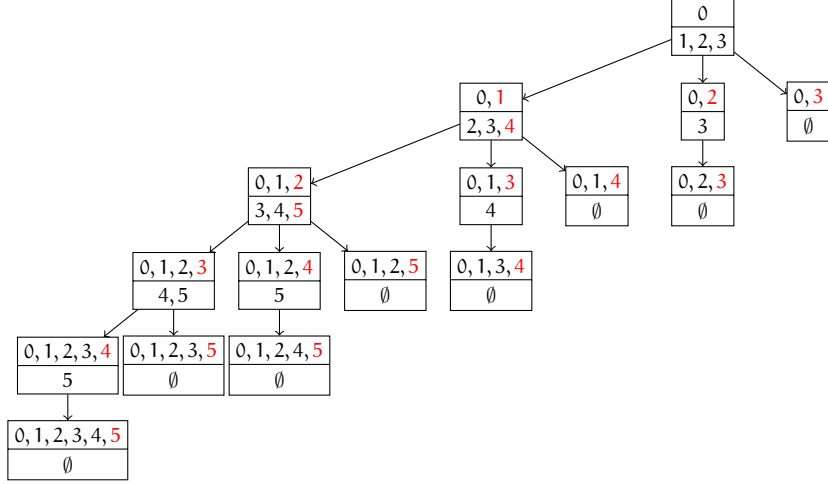 0
1, 2, 3
0, 1
2, 3, 4
0, 2
3
0, 3
∅
0, 1, 2
3, 4, 5
0, 1, 3
4
0, 1, 4
∅
0, 2, 3
∅
0, 1, 2, 3
4, 5
0, 1, 2, 4
5
0, 1, 2, 5
∅
0, 1, 3, 4
∅
0, 1, 2, 3, 4
5
0, 1, 2, 3, 5
∅
0, 1, 2, 4, 5
∅
0, 1, 2, 3, 4, 5
∅